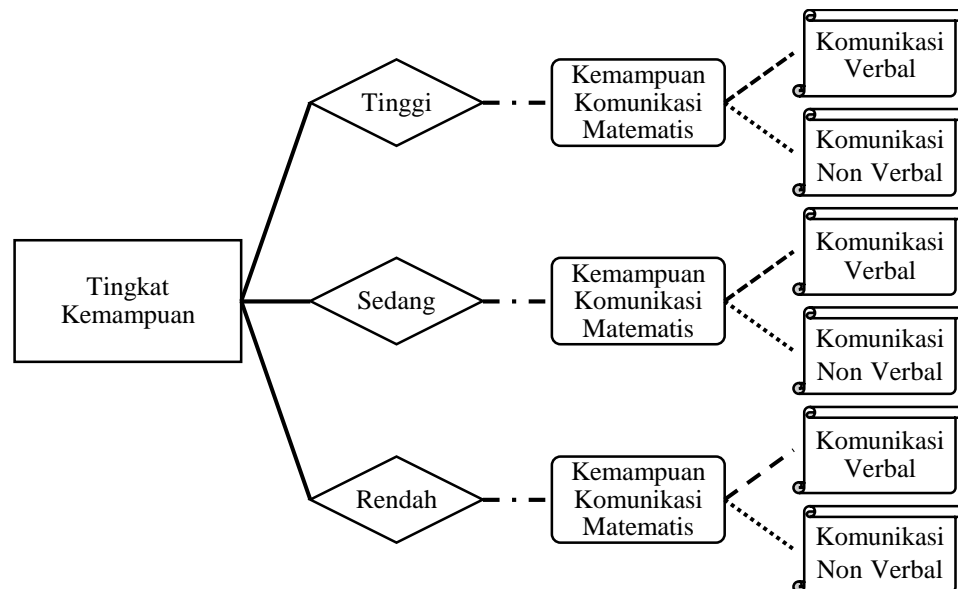 Tingkat
Kemampuan
Tinggi
Kemampuan
Komunikasi
Matematis
Komunikasi
Verbal
Komunikasi
Non Verbal
Sedang
Kemampuan
Komunikasi
Matematis
Komunikasi
Verbal
Komunikasi
Non Verbal
Rendah
Kemampuan
Komunikasi
Matematis
Komunikasi
Verbal
Komunikasi
Non Verbal